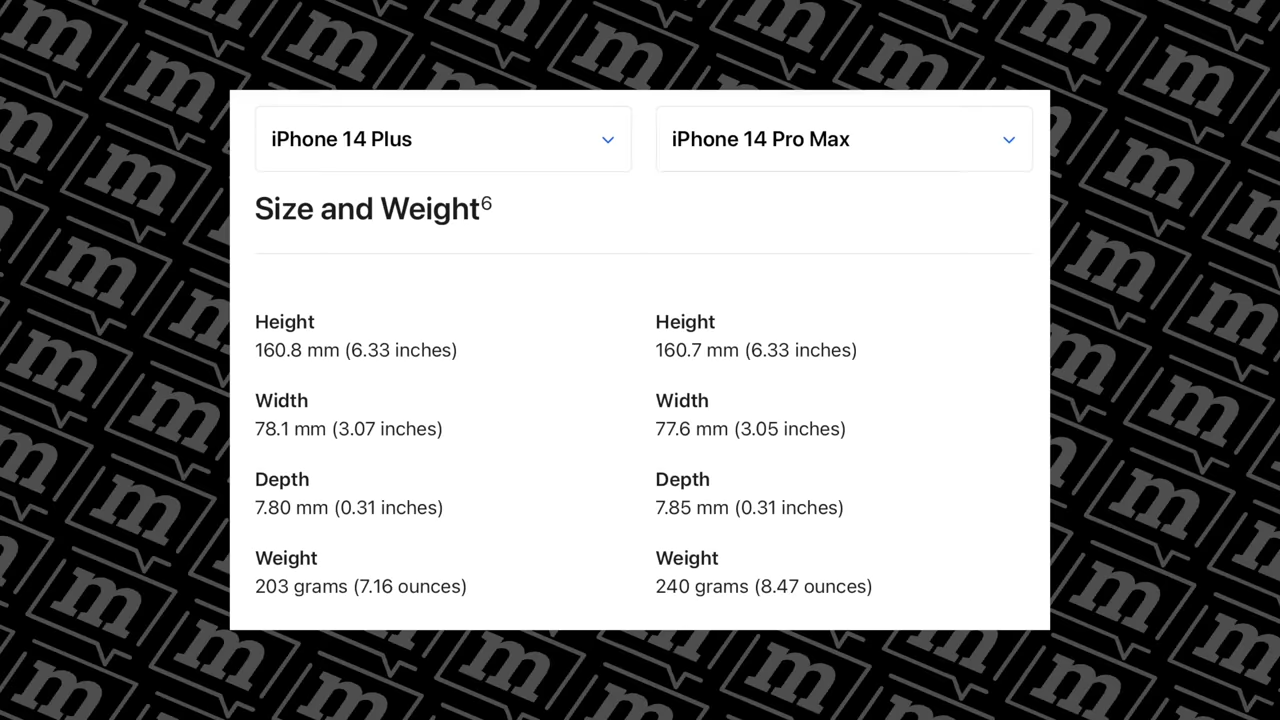 iPhone 14 Plus
iPhone 14 Pro Max
Size and Weight⁶
Height
160.8 mm (6.33 inches)
Width
78.1 mm (3.07 inches)
Depth
7.80 mm (0.31 inches)
Weight
203 grams (7.16 ounces)
Height
160.7 mm (6.33 inches)
Width
77.6 mm (3.05 inches)
Depth
7.85 mm (0.31 inches)
Weight
240 grams (8.47 ounces)